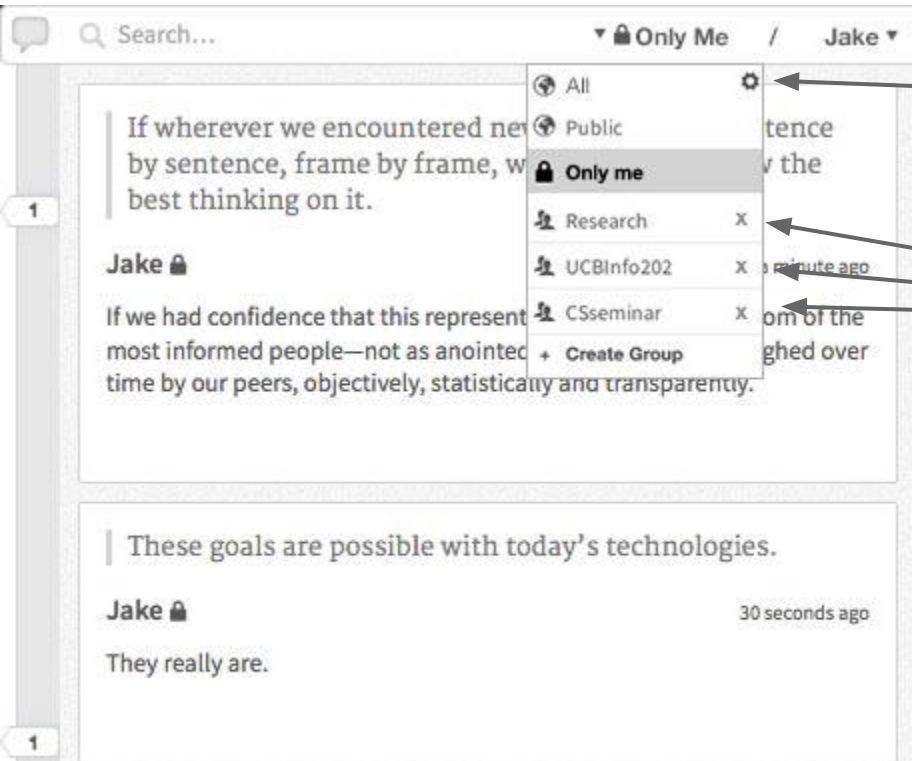 Search...
Only Me / Jake
All
Public
Only me
Research x
UCBInfo202 x
CSseminar x
+ Create Group
If wherever we encountered tence
by sentence, frame by frame, the
best thinking on it.
1
Jake minute ago
If we had confidence that this represent om of the
most informed people—not as anointed ghed over
time by our peers, objectively, statistically and transparently.
These goals are possible with today's technologies.
Jake 30 seconds ago
They really are.
1